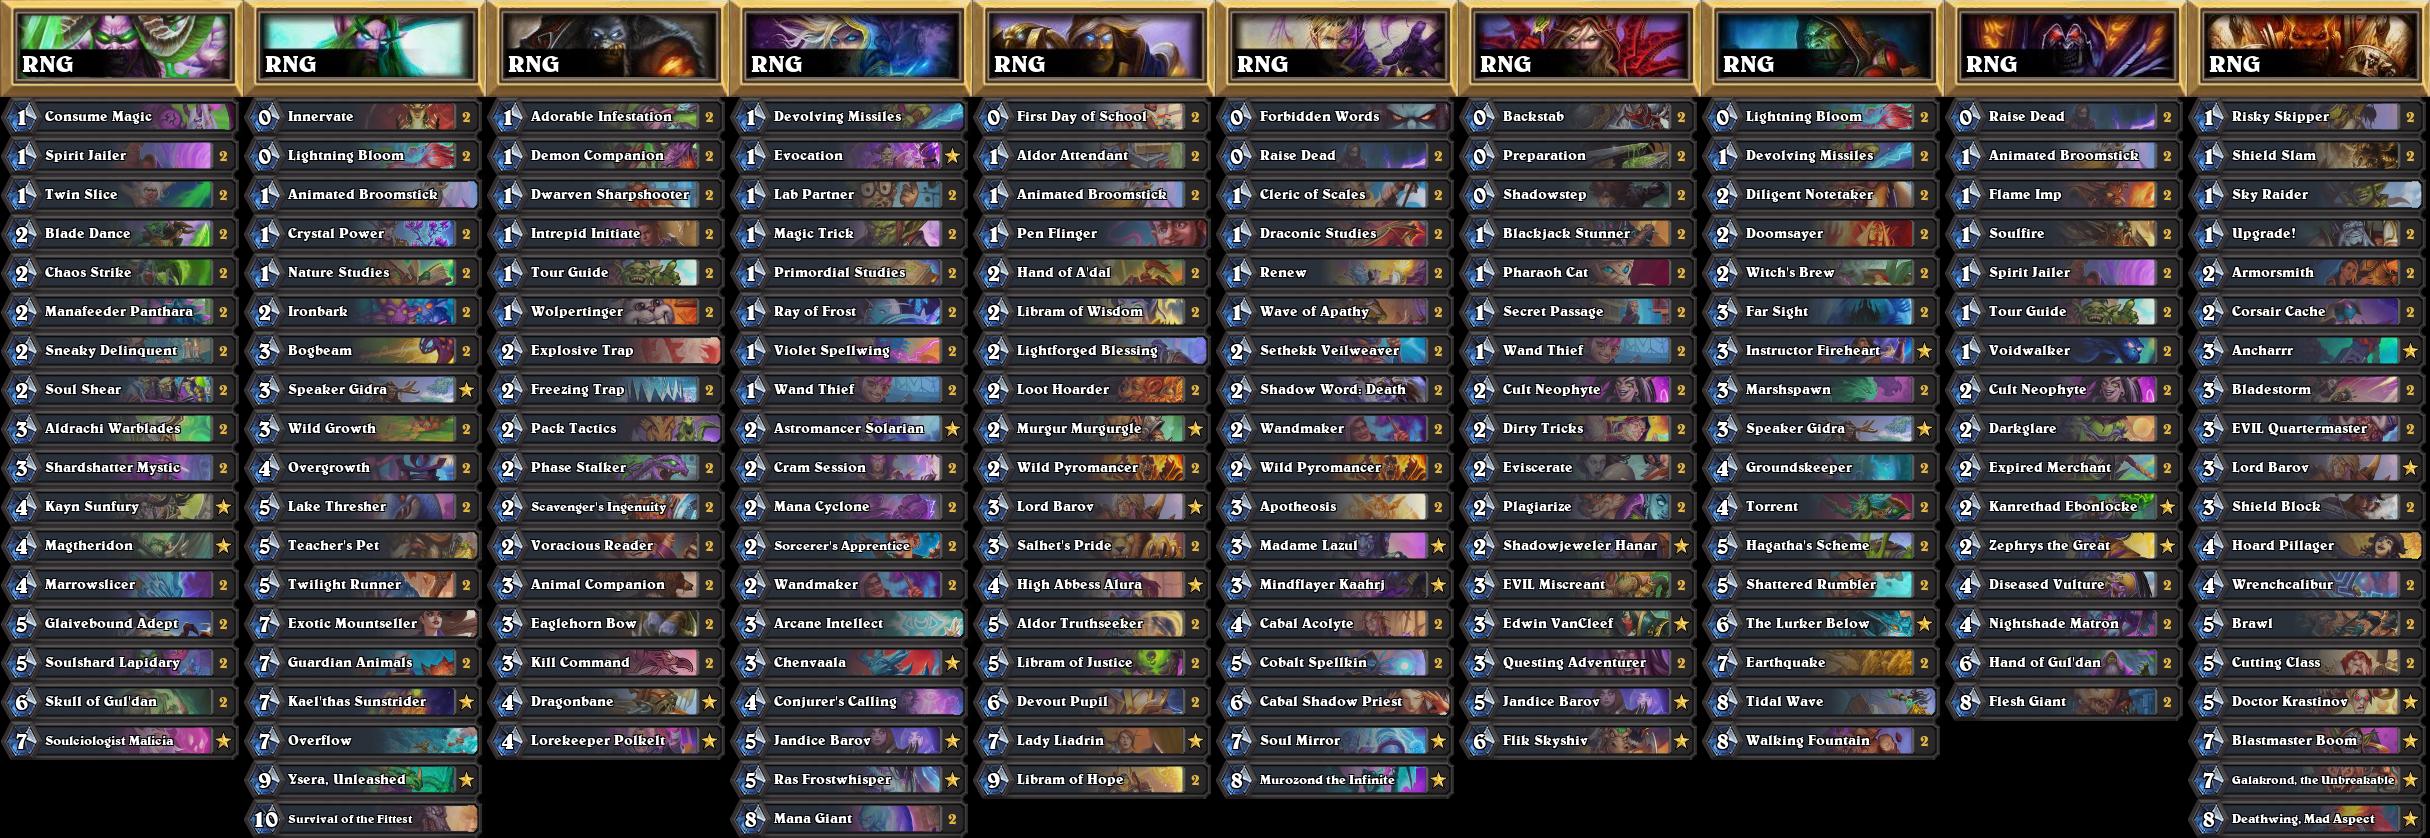 RNG
1 Consume Magic
1 Spirit Jailer 2
1 Twin Slice 2
2 Blade Dance 2
2 Chaos Strike 2
2 Manafeeder Panthara 2
2 Sneaky Delinquent 2
2 Soul Shear 2
3 Aldrachi Warblades 2
3 Shardshatter Mystic 2
4 Kayn Sunfury
4 Magtheridon
4 Marrowslicer 2
5 Glaivebound Adept 2
5 Soulshard Lapidary 2
6 Skull of Gul'dan 2
7 Soulciologist Malicia
RNG
0 Innervate 2
0 Lightning Bloom 2
1 Animated Broomstick
1 Crystal Power 2
1 Nature Studies 2
2 Ironbark 2
3 Bogbeam 2
3 Speaker Gidra
3 Wild Growth 2
4 Overgrowth 2
5 Lake Thresher 2
5 Teacher's Pet 2
5 Twilight Runner 2
7 Exotic Mountseller
7 Guardian Animals 2
7 Kael'thas Sunstrider
7 Overflow
9 Ysera, Unleashed
10 Survival of the Fittest
RNG
1 Adorable Infestation 2
1 Demon Companion 2
1 Dwarven Sharpshooter 2
1 Intrepid Initiate 2
1 Tour Guide 2
1 Wolpertinger 2
2 Explosive Trap
2 Freezing Trap 2
2 Pack Tactics
2 Phase Stalker 2
2 Scavenger's Ingenuity 2
2 Voracious Reader 2
3 Animal Companion 2
3 Eaglehorn Bow 2
3 Kill Command 2
4 Dragonbane
4 Lorekeeper Polkelt
RNG
1 Devolving Missiles
1 Evocation
1 Lab Partner 2
1 Magic Trick 2
1 Primordial Studies 2
1 Ray of Frost 2
1 Violet Spellwing 2
1 Wand Thief 2
2 Astromancer Solarian
2 Cram Session 2
2 Mana Cyclone 2
2 Sorcerer's Apprentice 2
2 Wandmaker 2
3 Arcane Intellect
3 Chenvaala
4 Conjurer's Calling
5 Jandice Barov
5 Ras Frostwhisper
8 Mana Giant 2
RNG
0 First Day of School 2
1 Aldor Attendant 2
1 Animated Broomstick 2
1 Pen Flinger
2 Hand of A'dal 2
2 Libram of Wisdom 2
2 Lightforged Blessing
2 Loot Hoarder 2
2 Murgur Murgurgle
2 Wild Pyromancer 2
3 Lord Barov
3 Salhet's Pride 2
4 High Abbess Alura
5 Aldor Truthseeker 2
5 Libram of Justice 2
6 Devout Pupil 2
7 Lady Liadrin
9 Libram of Hope 2
RNG
0 Forbidden Words
0 Raise Dead 2
1 Cleric of Scales 2
1 Draconic Studies 2
1 Renew 2
1 Wave of Apathy 2
2 Sethekk Veilweaver 2
2 Shadow Word: Death 2
2 Wandmaker 2
2 Wild Pyromancer 2
3 Apotheosis 2
3 Madame Lazul
3 Mindflayer Kaahrj
4 Cabal Acolyte 2
5 Cobalt Spellkin 2
6 Cabal Shadow Priest
7 Soul Mirror
8 Murozond the Infinite
RNG
0 Backstab 2
0 Preparation 2
0 Shadowstep 2
1 Blackjack Stunner 2
1 Pharaoh Cat 2
1 Secret Passage 2
1 Wand Thief 2
2 Cult Neophyte 2
2 Dirty Tricks 2
2 Eviscerate 2
2 Plagiarize 2
2 Shadowjeweler Hanar
3 EVIL Miscreant 2
3 Edwin VanCleef
3 Questing Adventurer 2
5 Jandice Barov
6 Flik Skyshiv
RNG
0 Lightning Bloom 2
1 Devolving Missiles 2
2 Diligent Notetaker 2
2 Doomsayer 2
2 Witch's Brew 2
3 Far Sight 2
3 Instructor Fireheart
3 Marshspawn 2
3 Speaker Gidra
4 Groundskeeper 2
4 Torrent 2
5 Hagatha's Scheme 2
5 Shattered Rumbler 2
6 The Lurker Below
7 Earthquake 2
8 Tidal Wave
8 Walking Fountain 2
RNG
0 Raise Dead 2
1 Animated Broomstick 2
1 Flame Imp 2
1 Soulfire 2
1 Spirit Jailer 2
1 Tour Guide 2
1 Voidwalker 2
2 Cult Neophyte 2
2 Darkglare 2
2 Expired Merchant 2
2 Kanrethad Ebonlocke
2 Zephrys the Great
4 Diseased Vulture 2
4 Nightshade Matron 2
6 Hand of Gul'dan 2
8 Flesh Giant 2
RNG
1 Risky Skipper 2
1 Shield Slam 2
1 Sky Raider
1 Upgrade! 2
2 Armorsmith 2
2 Corsair Cache 2
3 Ancharrr
3 Bladestorm 2
3 EVIL Quartermaster 2
3 Lord Barov
3 Shield Block 2
4 Hoard Pillager
4 Wrenchcalibur 2
5 Brawl 2
5 Cutting Class 2
5 Doctor Krastinov
7 Blastmaster Boom
7 Galakrond, the Unbreakable
8 Deathwing, Mad Aspect